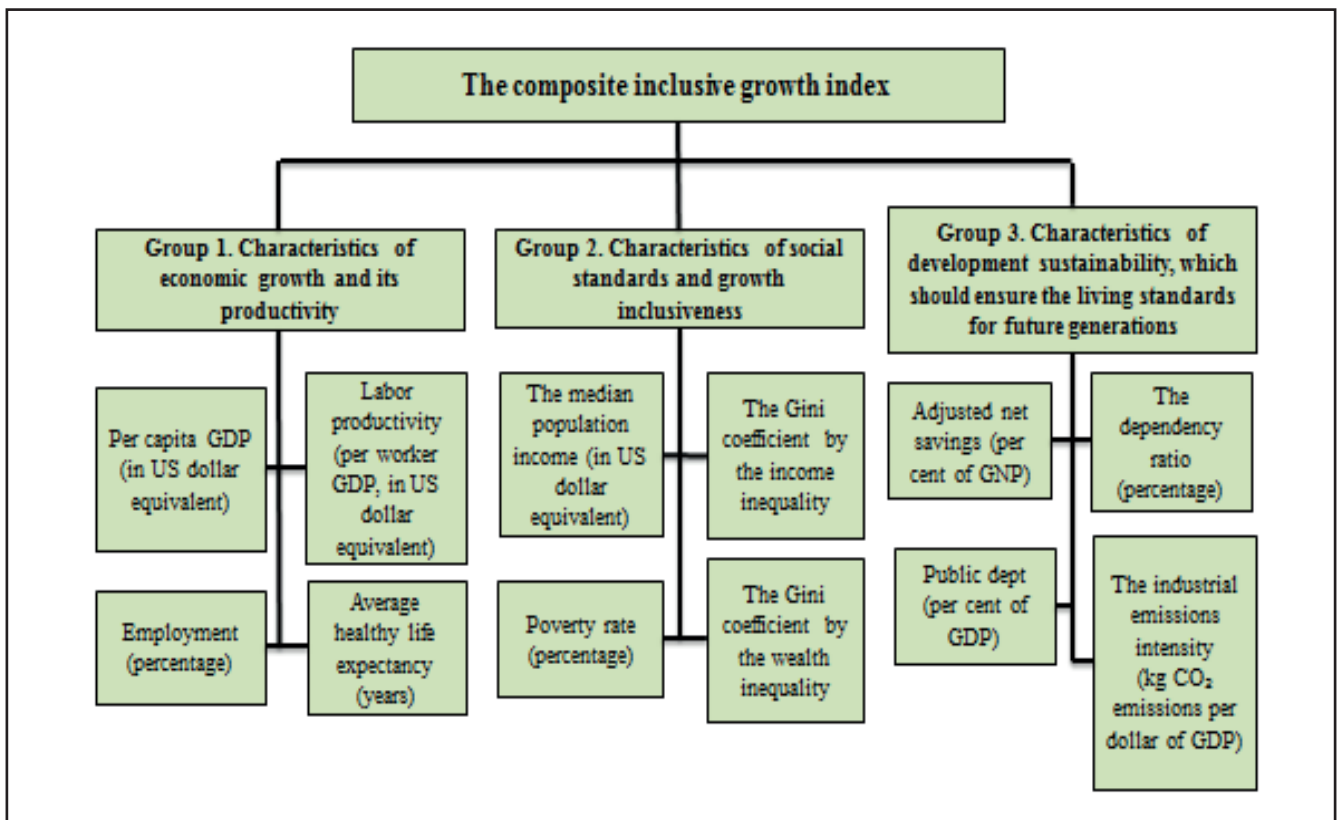 The composite inclusive growth index
Group 1. Characteristics of
economic growth and its
productivity
Group 2. Characteristics of social
standards and growth
inclusiveness
Group 3. Characteristics of
development sustainability, which
should ensure the living standards
for future generations
Per capita GDP
(in US dollar
equivalent)
Labor
productivity
(per worker
GDP, in US
dollar
equivalent)
The median
population
income (in US
dollar
equivalent)
The Gini
coefficient by
the income
inequality
Adjusted net
savings (per
cent of GNP)
The
dependency
ratio
(percentage)
Employment
(percentage)
Average
healthy life
expectancy
(years)
Poverty rate
(percentage)
The Gini
coefficient by
the wealth
inequality
Public dept
(per cent of
GDP)
The industrial
emissions
intensity
(kg CO₂
emissions per
dollar of GDP)